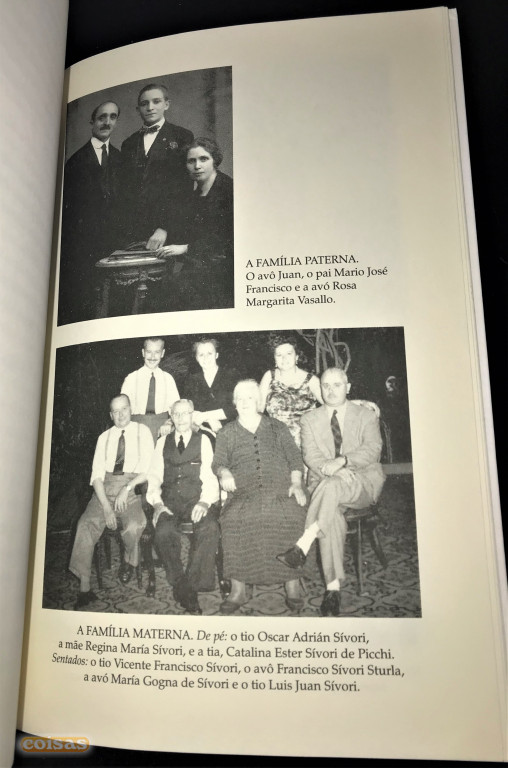 A FAMÍLIA PATERNA.
O avô Juan, o pai Mario José
Francisco e a avó Rosa
Margarita Vasallo.
A FAMÍLIA MATERNA. De pé: o tio Oscar Adrián Sívori,
a mãe Regina María Sívori, e a tia, Catalina Ester Sívori de Picchi.
Sentados: o tio Vicente Francisco Sívori, o avô Francisco Sívori Sturla,
a avó María Gogna de Sívori e o tio Luis Juan Sívori.
coisas